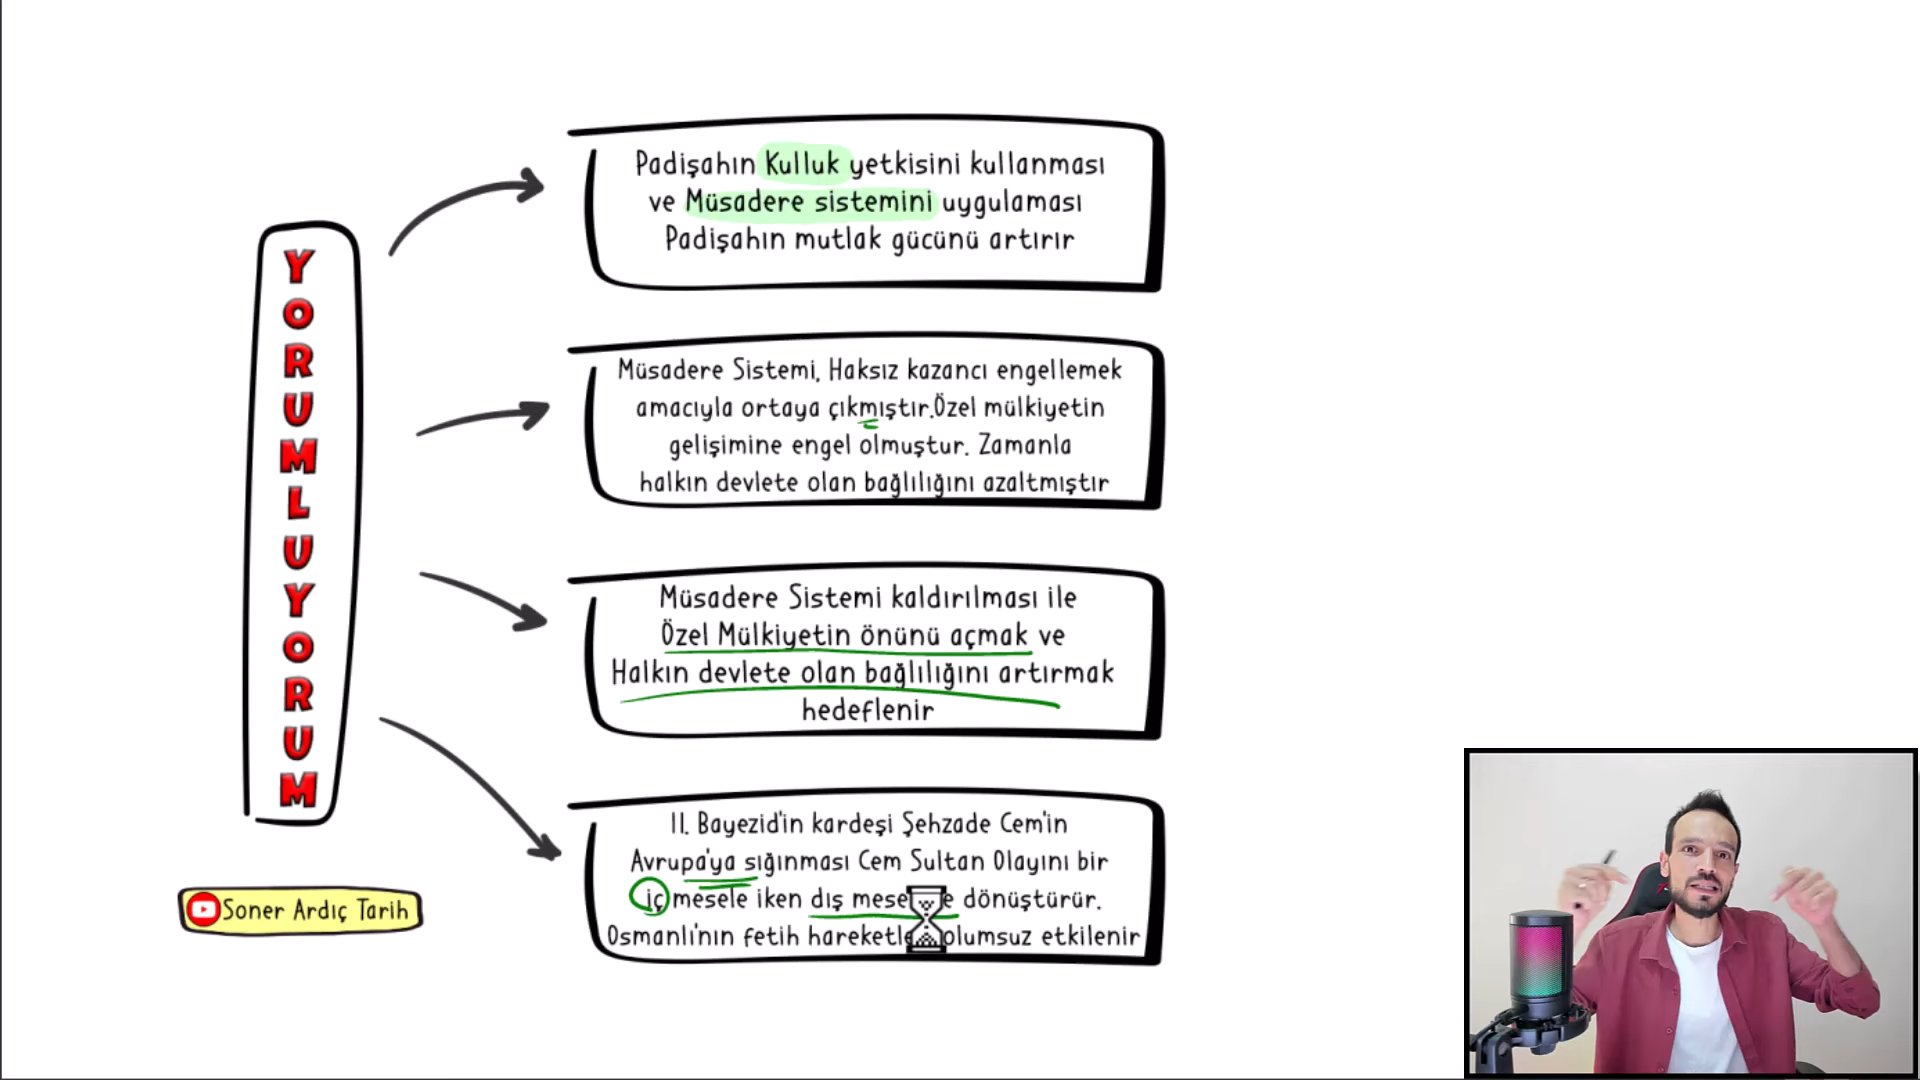 YORUMLUYORUM
Padişahın Kulluk yetkisini kullanması
ve Müsadere sistemini uygulaması
Padişahın mutlak gücünü artırır
Müsadere Sistemi, Haksız kazancı engellemek
amacıyla ortaya çıkmıştır.Özel mülkiyetin
gelişimine engel olmuştur. Zamanla
halkın devlete olan bağlılığını azaltmıştır
Müsadere Sistemi kaldırılması ile
Özel Mülkiyetin önünü açmak ve
Halkın devlete olan bağlılığını artırmak
hedeflenir
II. Bayezid'in kardeşi Şehzade Cem'in
Avrupa'ya sığınması Cem Sultan Olayını bir
iç mesele iken dış dönüştürür.
Osmanlı'nın fetih olumsuz etkilenir
Soner Ardıç Tarih